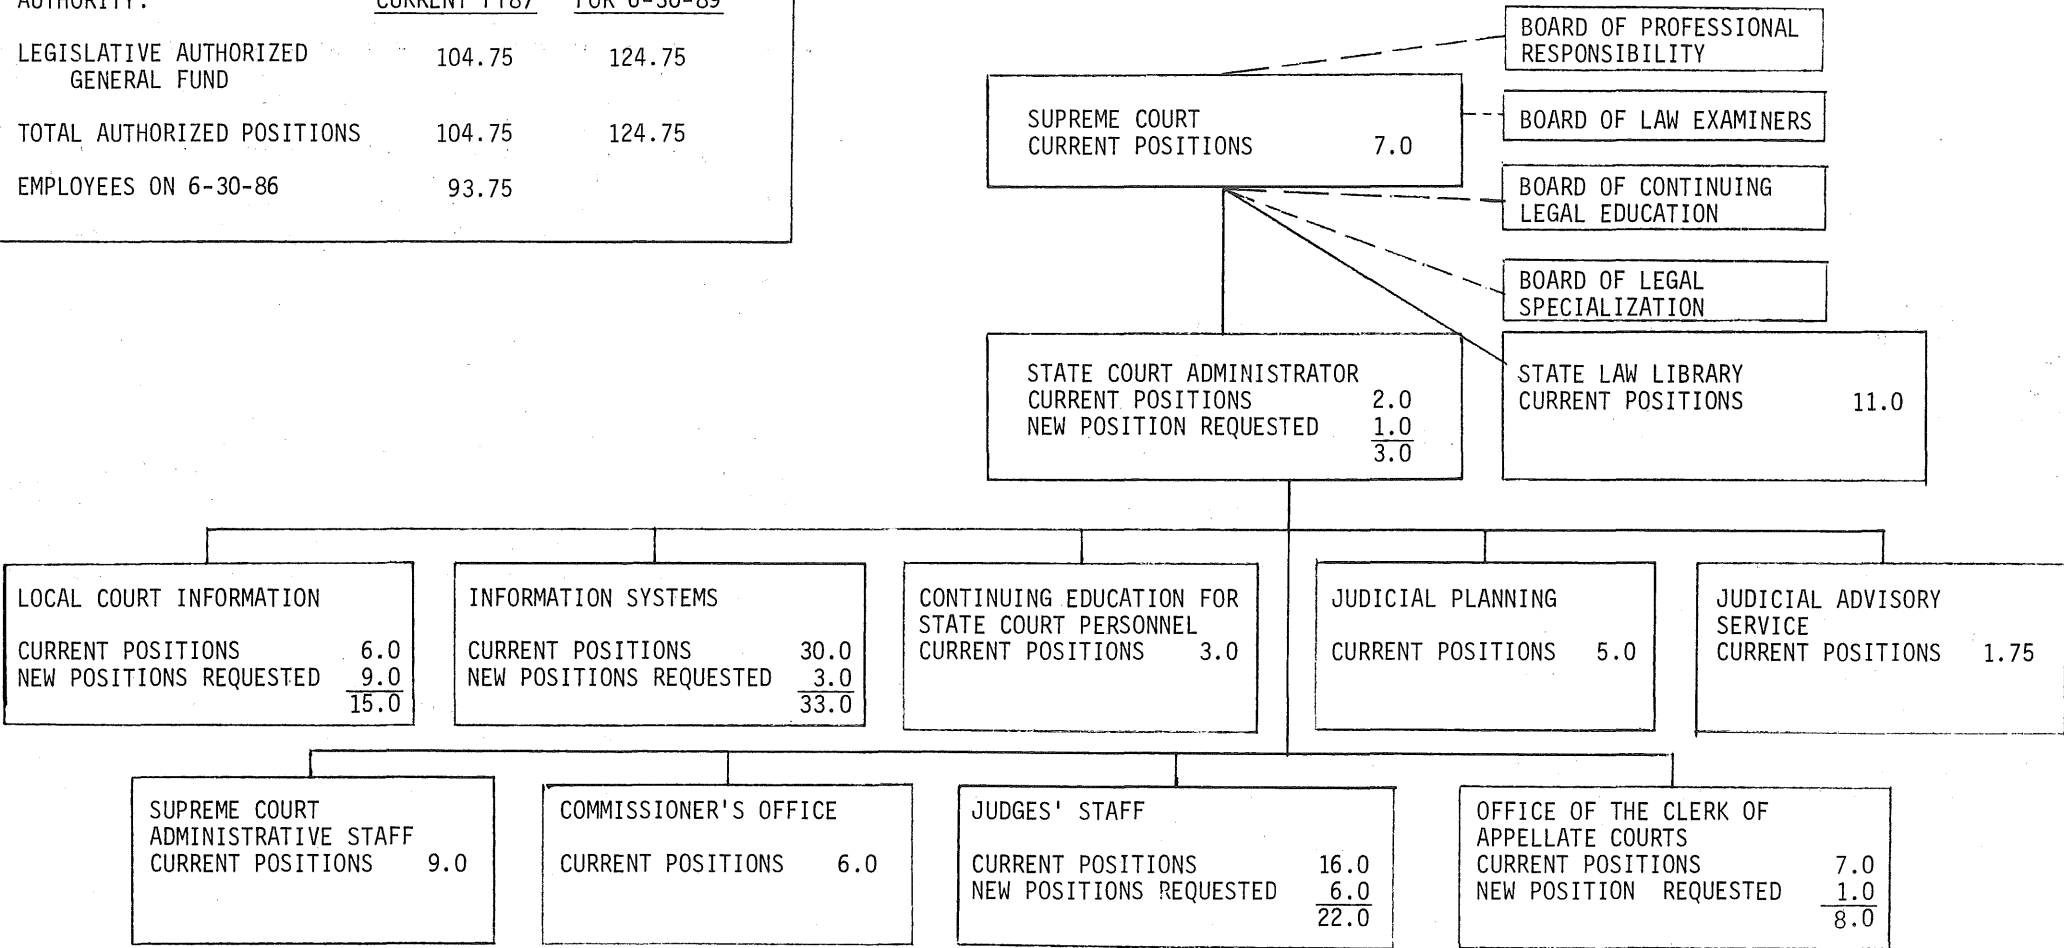 AUTHORITY: CURRENT FY87 FOR 6-30-89
LEGISLATIVE AUTHORIZED 104.75 124.75
GENERAL FUND
TOTAL AUTHORIZED POSITIONS 104.75 124.75
EMPLOYEES ON 6-30-86 93.75
BOARD OF PROFESSIONAL
RESPONSIBILITY
SUPREME COURT
CURRENT POSITIONS 7.0
BOARD OF LAW EXAMINERS
BOARD OF CONTINUING
LEGAL EDUCATION
BOARD OF LEGAL
SPECIALIZATION
STATE COURT ADMINISTRATOR
CURRENT POSITIONS 2.0
NEW POSITION REQUESTED 1.0
3.0
STATE LAW LIBRARY
CURRENT POSITIONS 11.0
LOCAL COURT INFORMATION
CURRENT POSITIONS 6.0
NEW POSITIONS REQUESTED 9.0
15.0
INFORMATION SYSTEMS
CURRENT POSITIONS 30.0
NEW POSITIONS REQUESTED 3.0
33.0
CONTINUING EDUCATION FOR
STATE COURT PERSONNEL
CURRENT POSITIONS 3.0
JUDICIAL PLANNING
CURRENT POSITIONS 5.0
JUDICIAL ADVISORY
SERVICE
CURRENT POSITIONS 1.75
SUPREME COURT
ADMINISTRATIVE STAFF
CURRENT POSITIONS 9.0
COMMISSIONER'S OFFICE
CURRENT POSITIONS 6.0
JUDGES' STAFF
CURRENT POSITIONS 16.0
NEW POSITIONS REQUESTED 6.0
22.0
OFFICE OF THE CLERK OF
APPELLATE COURTS
CURRENT POSITIONS 7.0
NEW POSITION REQUESTED 1.0
8.0